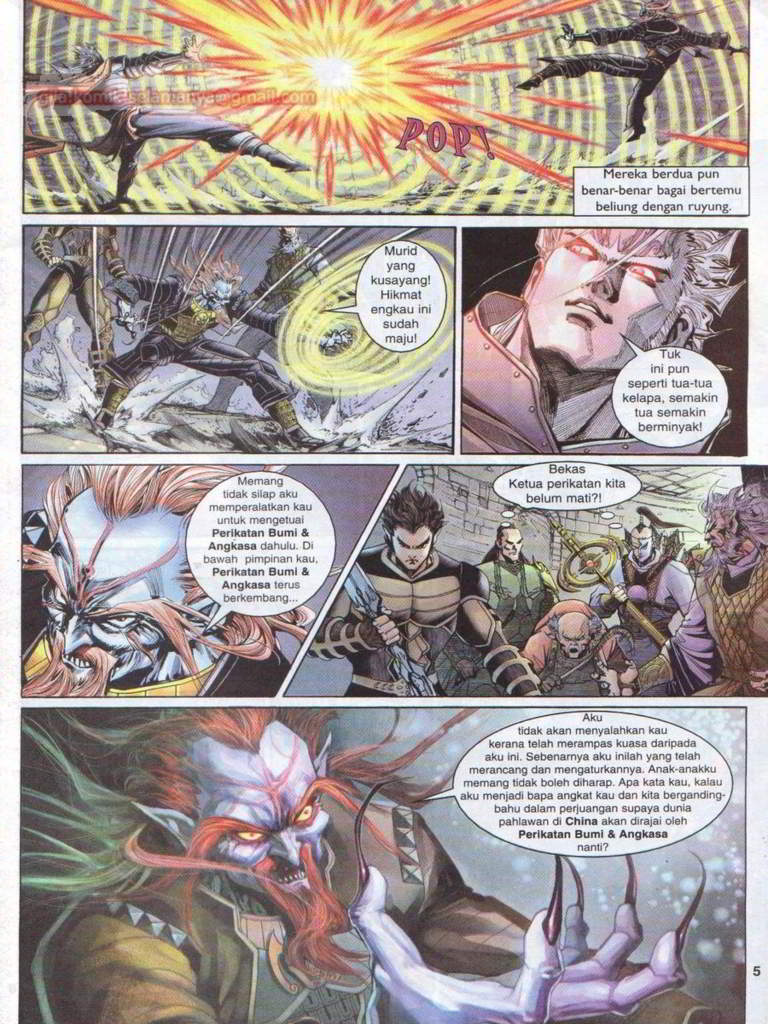 gilalkomik.selamanya@gmail.com
POP!
Mereka berdua pun
benar-benar bagai bertemu
beliung dengan ruyung.
Murid
yang
kusayang!
Hikmat
engkau ini
sudah
maju!
Tuk
ini pun
seperti tua-tua
kelapa, semakin
tua semakin
berminyak!
Memang
tidak silap aku
memperalatkan kau
untuk mengetuai
Perikatan Bumi &
Angkasa dahulu. Di
bawah pimpinan kau,
Perikatan Bumi &
Angkasa terus
berkembang...
Bekas
Ketua perikatan kita
belum mati?!
Aku
tidak akan menyalahkan kau
kerana telah merampas kuasa daripada
aku ini. Sebenarnya aku inilah yang telah
merancang dan mengaturkannya. Anak-anakku
memang tidak boleh diharap. Apa kata kau, kalau
aku menjadi bapa angkat kau dan kita berganding-
bahu dalam perjuangan supaya dunia
pahlawan di China akan dirajai oleh
Perikatan Bumi & Angkasa
nanti?
5